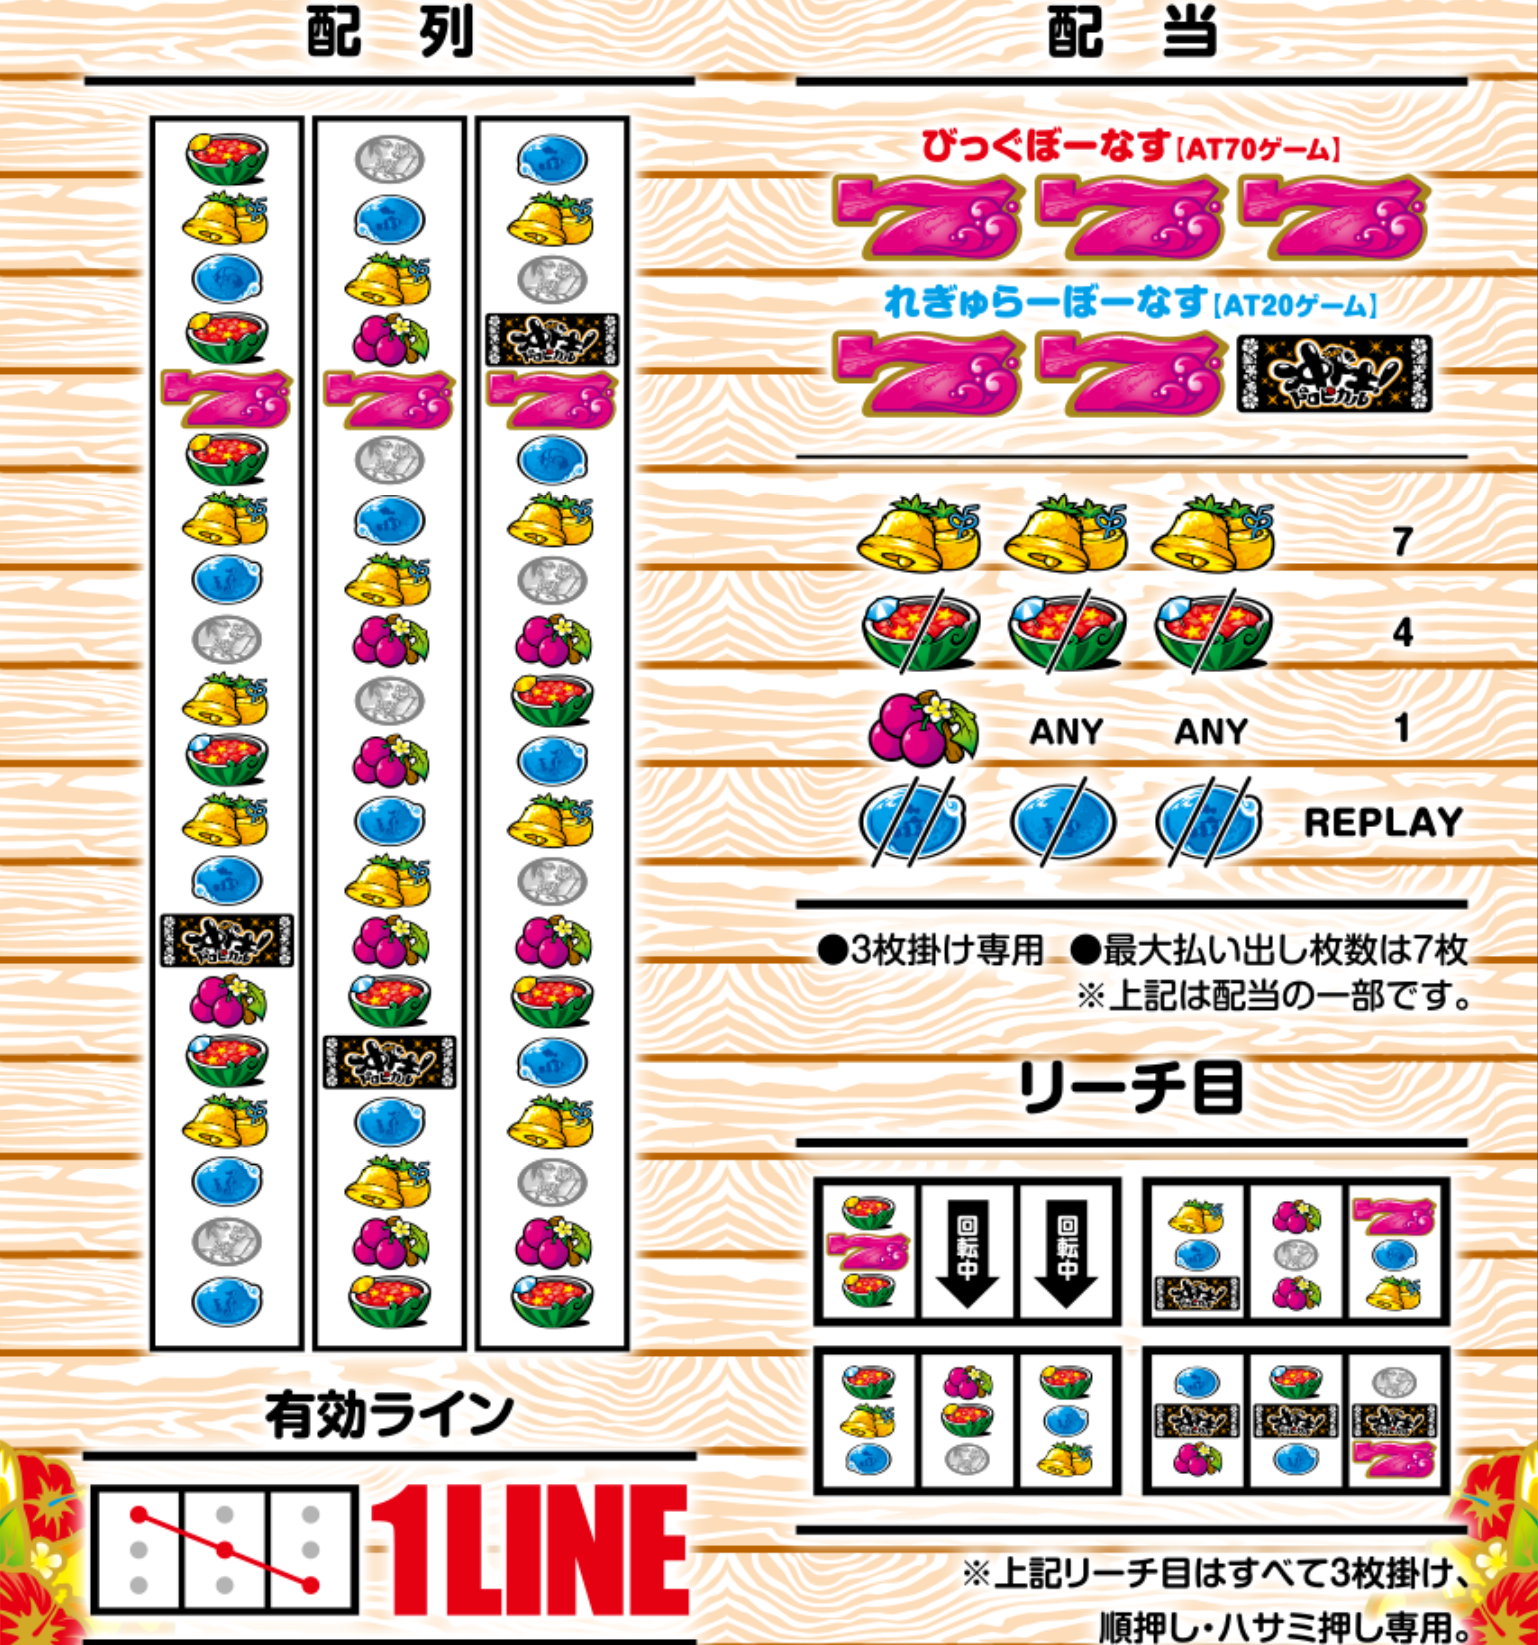 配 列
有効ライン
1LINE
配 当
びっぐぼーなす【AT70ゲーム】
れぎゅらーぼーなす【AT20ゲーム】
7
4
ANY ANY 1
REPLAY
●3枚掛け専用 ●最大払い出し枚数は7枚
※上記は配当の一部です。
リーチ目
回転中 回転中
※上記リーチ目はすべて3枚掛け、
順押し・ハサミ押し専用。